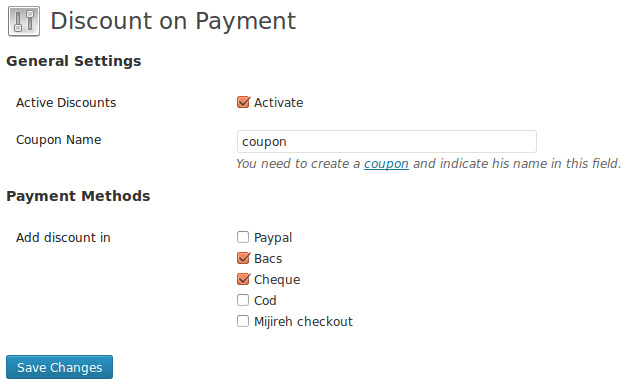 Discount on Payment
General Settings
Active Discounts Activate
Coupon Name coupon
You need to create a coupon and indicate his name in this field.
Payment Methods
Add discount in Paypal
Bacs
Cheque
Cod
Mijireh checkout
Save Changes